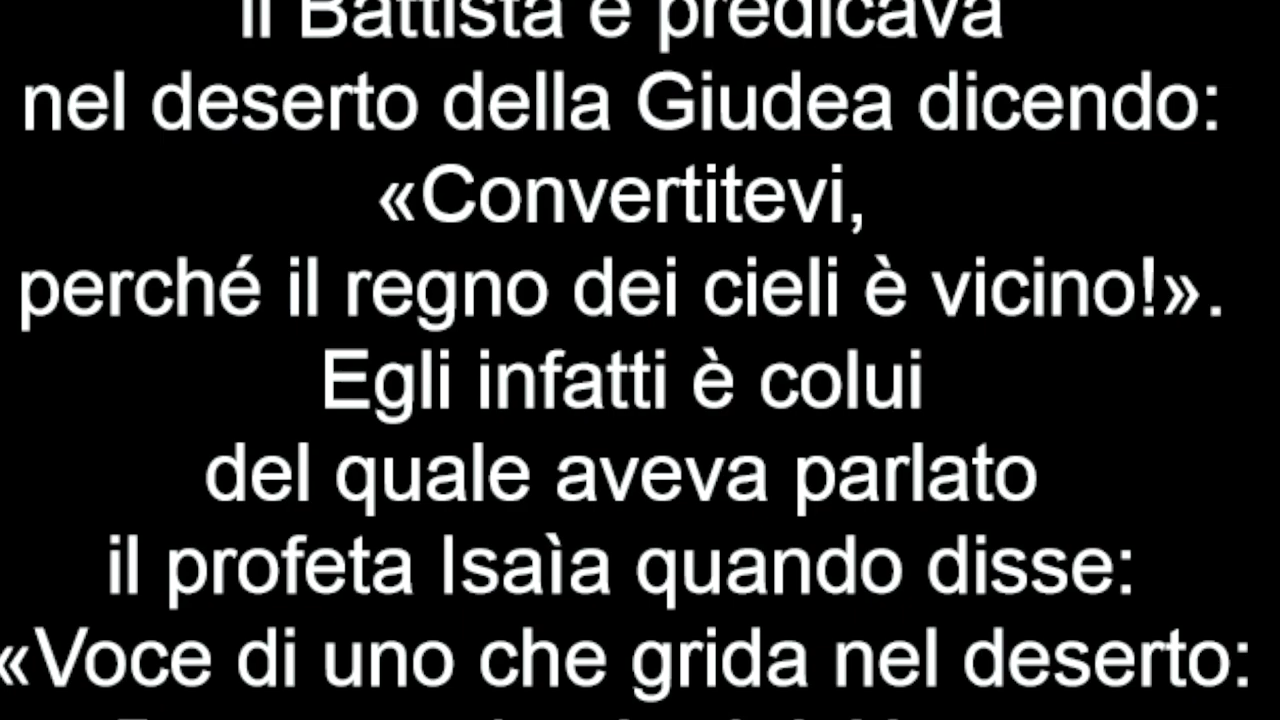 il Battista e predicava
nel deserto della Giudea dicendo:
«Convertitevi,
perché il regno dei cieli è vicino!».
Egli infatti è colui
del quale aveva parlato
il profeta Isaìa quando disse:
«Voce di uno che grida nel deserto: